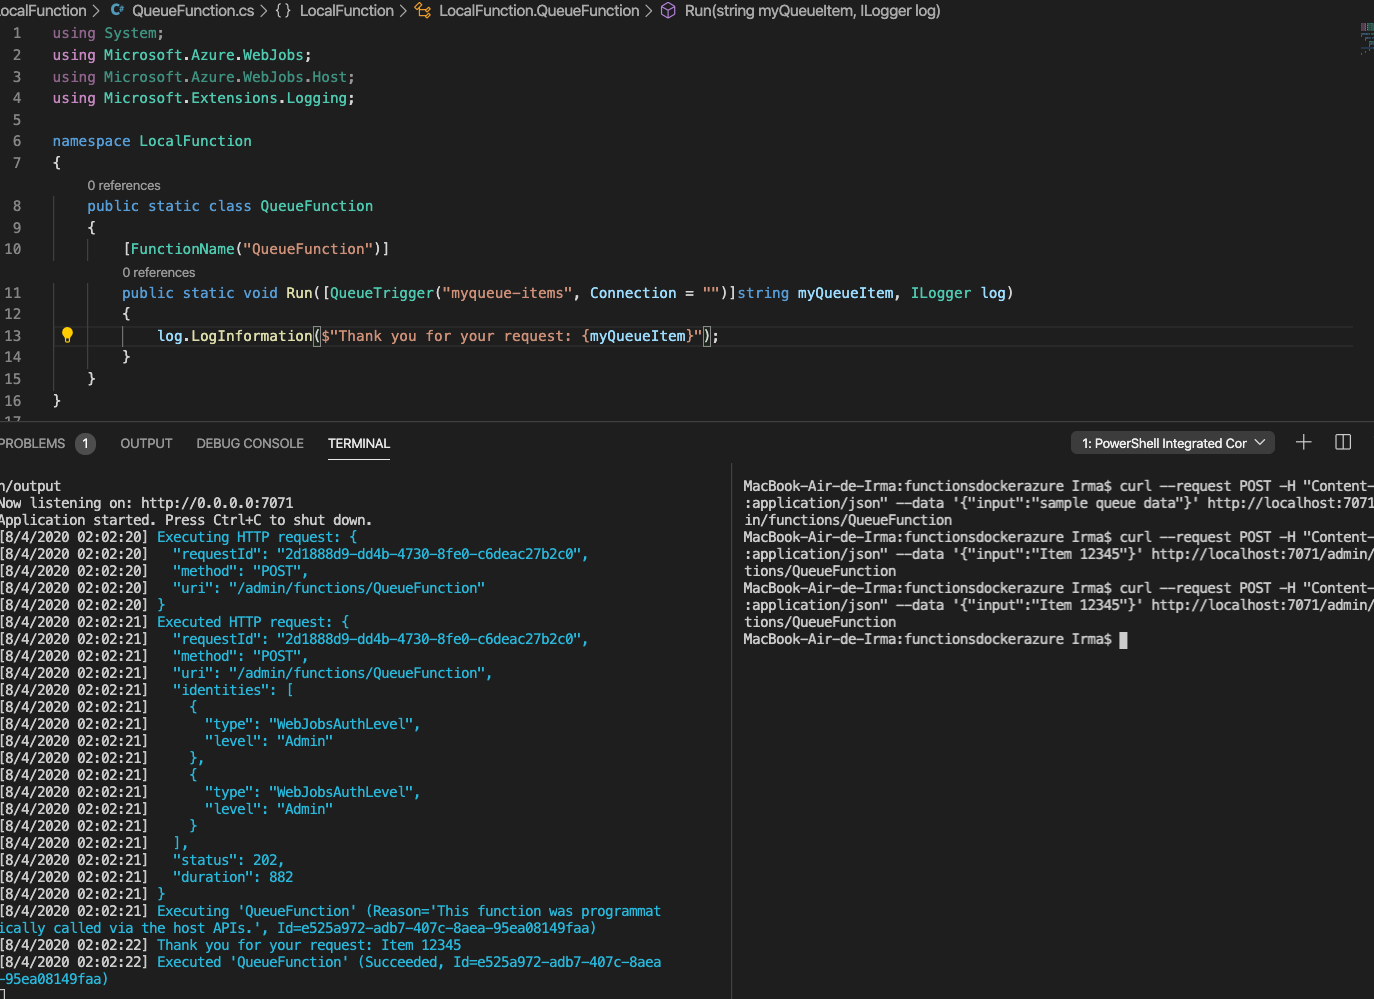 ocalFunction > QueueFunction.cs > {} LocalFunction > LocalFunction.QueueFunction > Run(string myQueueItem, ILogger log)
1 using System;
2 using Microsoft.Azure.WebJobs;
3 using Microsoft.Azure.WebJobs.Host;
4 using Microsoft.Extensions.Logging;
5
6 namespace LocalFunction
7 {
0 references
8 public static class QueueFunction
9 {
10 [FunctionName("QueueFunction")]
0 references
11 public static void Run([QueueTrigger("myqueue-items", Connection = "")]string myQueueItem, ILogger log)
12 {
13 log.LogInformation($"Thank you for your request: {myQueueItem}");
14 }
15 }
16 }
17
PROBLEMS 1 OUTPUT DEBUG CONSOLE TERMINAL 1: PowerShell Integrated Cor
n/output
Now listening on: http://0.0.0.0:7071
Application started. Press Ctrl+C to shut down.
[8/4/2020 02:02:20] Executing HTTP request: {
[8/4/2020 02:02:20] "requestId": "2d1888d9-dd4b-4730-8fe0-c6deac27b2c0",
[8/4/2020 02:02:20] "method": "POST",
[8/4/2020 02:02:20] "uri": "/admin/functions/QueueFunction"
[8/4/2020 02:02:20] }
[8/4/2020 02:02:21] Executed HTTP request: {
[8/4/2020 02:02:21] "requestId": "2d1888d9-dd4b-4730-8fe0-c6deac27b2c0",
[8/4/2020 02:02:21] "method": "POST",
[8/4/2020 02:02:21] "uri": "/admin/functions/QueueFunction",
[8/4/2020 02:02:21] "identities": [
[8/4/2020 02:02:21] {
[8/4/2020 02:02:21] "type": "WebJobsAuthLevel",
[8/4/2020 02:02:21] "level": "Admin"
[8/4/2020 02:02:21] },
[8/4/2020 02:02:21] {
[8/4/2020 02:02:21] "type": "WebJobsAuthLevel",
[8/4/2020 02:02:21] "level": "Admin"
[8/4/2020 02:02:21] }
[8/4/2020 02:02:21] ],
[8/4/2020 02:02:21] "status": 202,
[8/4/2020 02:02:21] "duration": 882
[8/4/2020 02:02:21] }
[8/4/2020 02:02:21] Executing 'QueueFunction' (Reason='This function was programmat
ically called via the host APIs.', Id=e525a972-adb7-407c-8aea-95ea08149faa)
[8/4/2020 02:02:22] Thank you for your request: Item 12345
[8/4/2020 02:02:22] Executed 'QueueFunction' (Succeeded, Id=e525a972-adb7-407c-8aea
-95ea08149faa)
MacBook-Air-de-Irma:functionsdockerazure Irma$ curl --request POST -H "Content-
:application/json" --data '{"input":"sample queue data"}' http://localhost:7071
in/functions/QueueFunction
MacBook-Air-de-Irma:functionsdockerazure Irma$ curl --request POST -H "Content-
:application/json" --data '{"input":"Item 12345"}' http://localhost:7071/admin/
tions/QueueFunction
MacBook-Air-de-Irma:functionsdockerazure Irma$ curl --request POST -H "Content-
:application/json" --data '{"input":"Item 12345"}' http://localhost:7071/admin/
tions/QueueFunction
MacBook-Air-de-Irma:functionsdockerazure Irma$